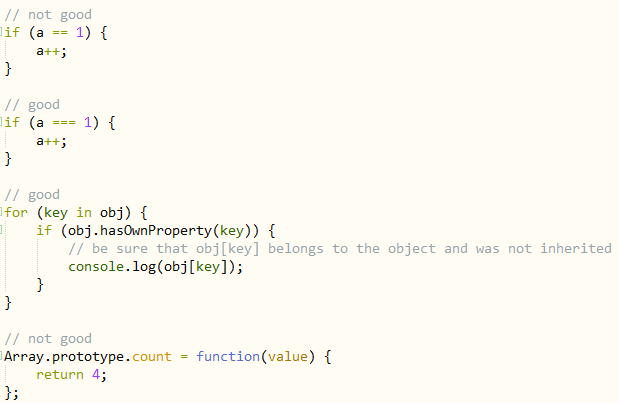 // not good
if (a == 1) {
    a++;
}

// good
if (a === 1) {
    a++;
}

// good
for (key in obj) {
    if (obj.hasOwnProperty(key)) {
        // be sure that obj[key] belongs to the object and was not inherited
        console.log(obj[key]);
    }
}

// not good
Array.prototype.count = function(value) {
    return 4;
};